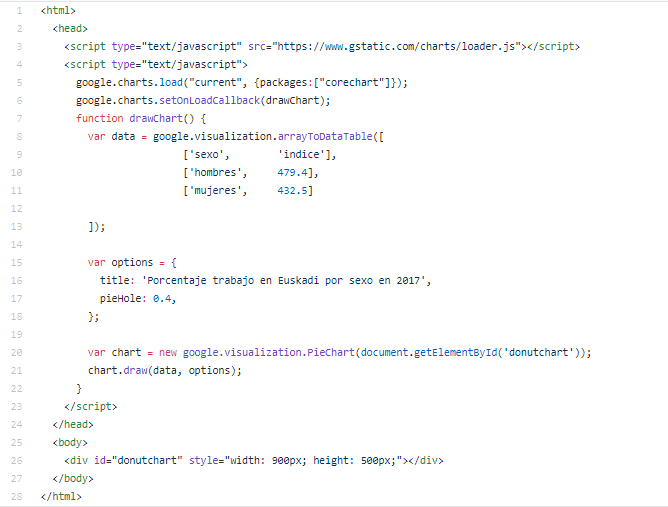 1 <html>
2 <head>
3 <script type="text/javascript" src="https://www.gstatic.com/charts/loader.js"></script>
4 <script type="text/javascript">
5 google.charts.load("current", {packages:["corechart"]});
6 google.charts.setOnLoadCallback(drawChart);
7 function drawChart() {
8 var data = google.visualization.arrayToDataTable([
9 ['sexo', 'indice'],
10 ['hombres', 479.4],
11 ['mujeres', 432.5]
12
13 ]);
14
15 var options = {
16 title: 'Porcentaje trabajo en Euskadi por sexo en 2017',
17 pieHole: 0.4,
18 };
19
20 var chart = new google.visualization.PieChart(document.getElementById('donutchart'));
21 chart.draw(data, options);
22 }
23 </script>
24 </head>
25 <body>
26 <div id="donutchart" style="width: 900px; height: 500px;"></div>
27 </body>
28 </html>